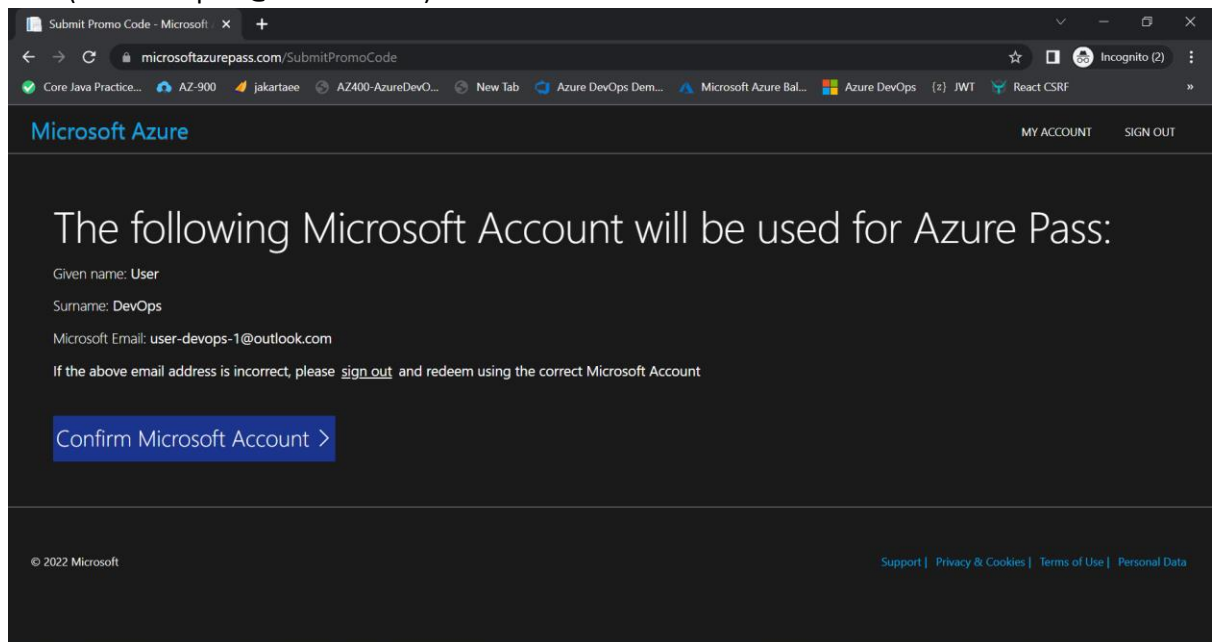 Submit Promo Code - Microsoft
microsoftazurepass.com/SubmitPromoCode
Incognito (2)
Core Java Practice... AZ-900 jakartaee AZ400-AzureDevO... New Tab Azure DevOps Dem... Microsoft Azure Bal... Azure DevOps {z} JWT React CSRF »
Microsoft Azure
MY ACCOUNT SIGN OUT
The following Microsoft Account will be used for Azure Pass:
Given name: User
Surname: DevOps
Microsoft Email: user-devops-1@outlook.com
If the above email address is incorrect, please sign out and redeem using the correct Microsoft Account
Confirm Microsoft Account >
© 2022 Microsoft
Support | Privacy & Cookies | Terms of Use | Personal Data